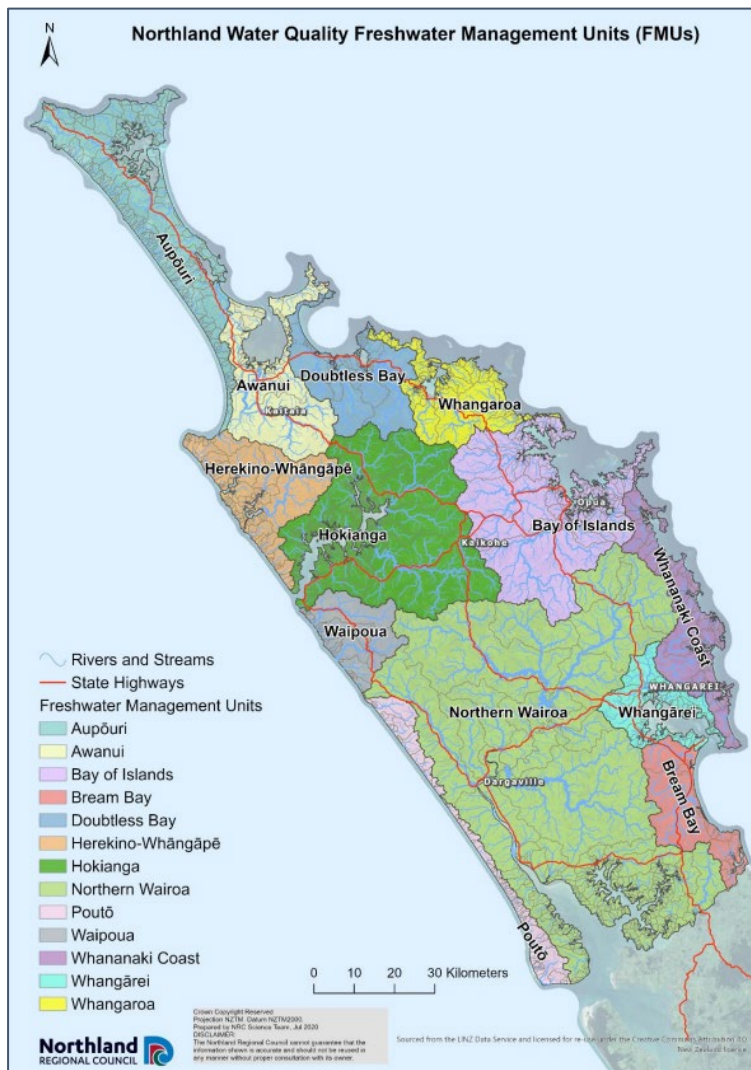 Northland Water Quality Freshwater Management Units (FMUs)
N
Aupōuri
Awanui
Kaitaia
Doubtless Bay
Whangaroa
Herekino-Whāngāpē
Hokianga
Kaikohe
Opua
Bay of Islands
Whananaki Coast
Waipoua
Northern Wairoa
WHANGAREI
Whangārei
Bream Bay
Dargaville
Poutō
Rivers and Streams
State Highways
Freshwater Management Units
Aupōuri
Awanui
Bay of Islands
Bream Bay
Doubtless Bay
Herekino-Whāngāpē
Hokianga
Northern Wairoa
Poutō
Waipoua
Whananaki Coast
Whangārei
Whangaroa
0 10 20 30 Kilometers
Northland
REGIONAL COUNCIL
Crown Copyright Reserved
Projection NZTM. Datum NZTM2000.
Prepared by NRC Science Team, Jul 2020
DISCLAIMER:
The Northland Regional Council cannot guarantee that the
information shown is accurate and should not be reused in
any manner without proper consultation with its owner.
Sourced from the LINZ Data Service and licensed for re-use under the Creative Commons Attribution 4.0
New Zealand licence